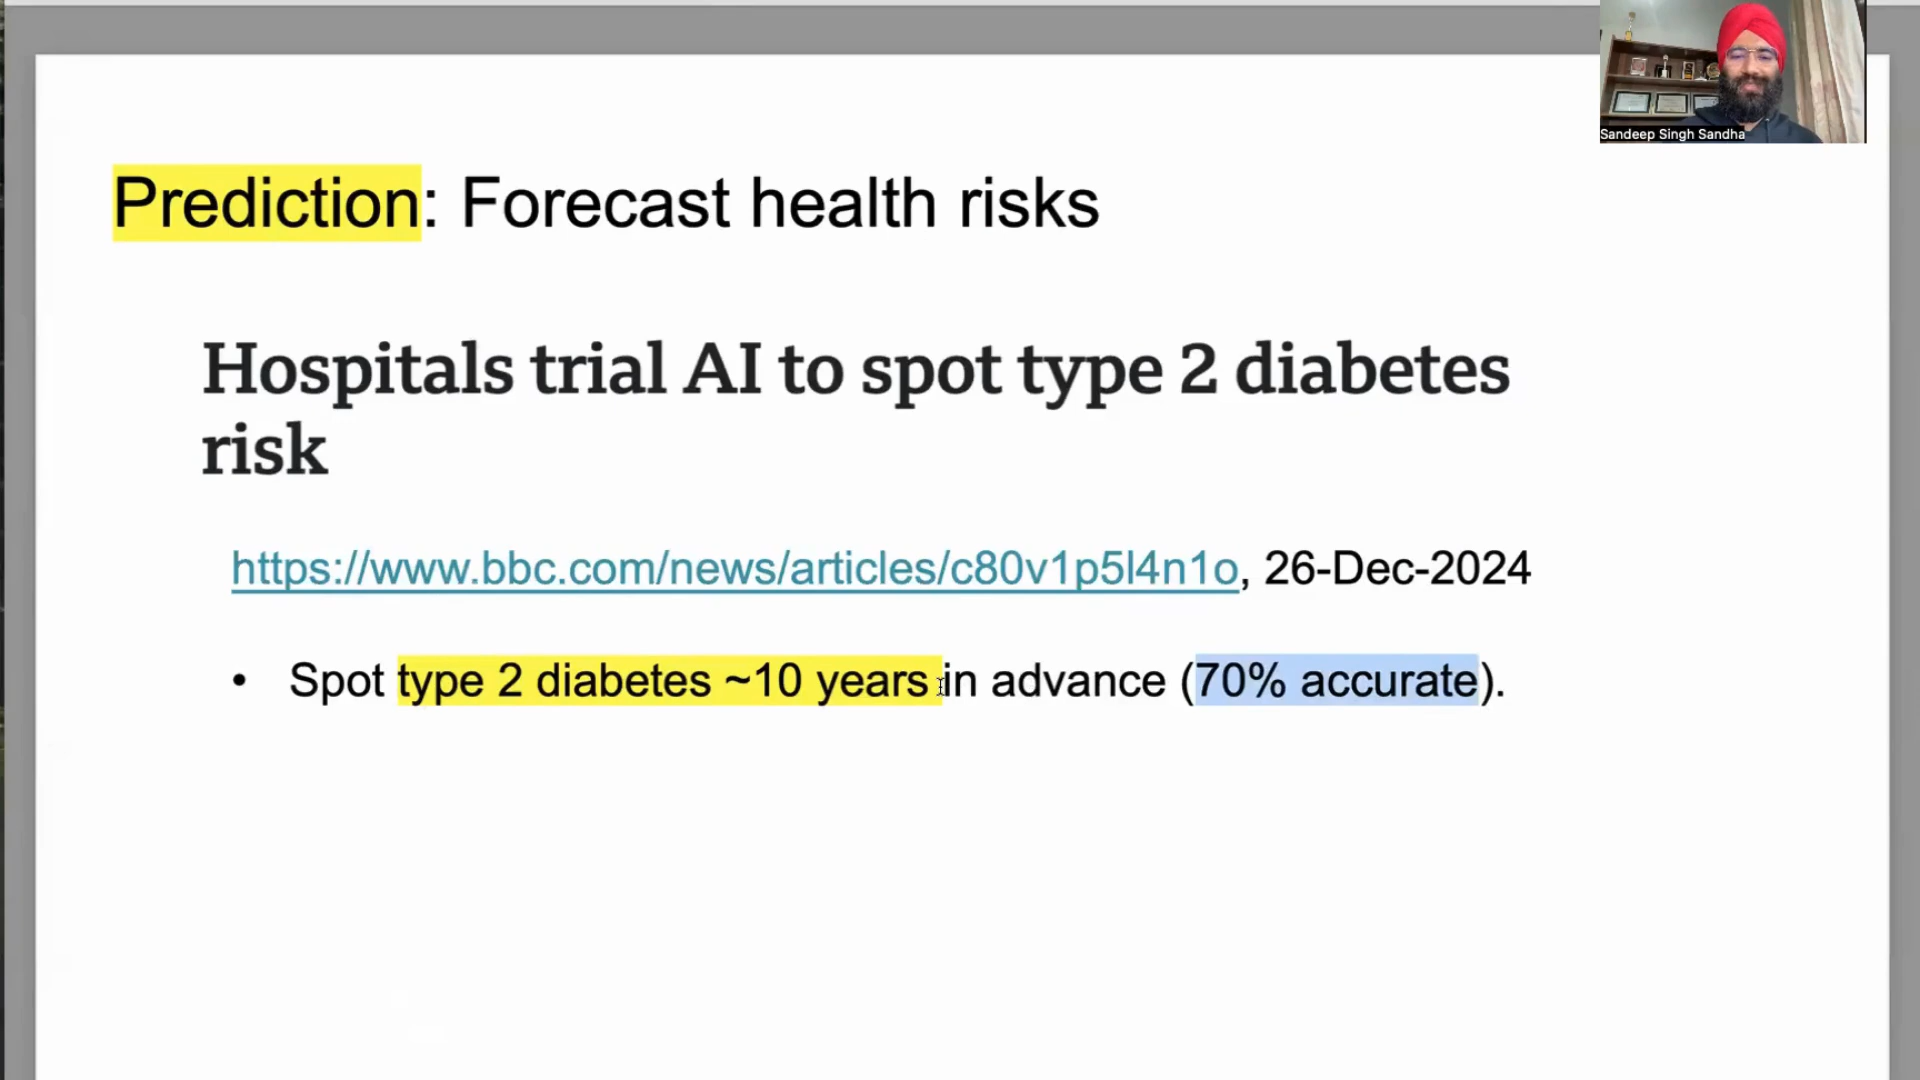 Sandeep Singh Sandha
Prediction: Forecast health risks
Hospitals trial AI to spot type 2 diabetes
risk
https://www.bbc.com/news/articles/c80v1p5l4n1o, 26-Dec-2024
• Spot type 2 diabetes ~10 years in advance (70% accurate).